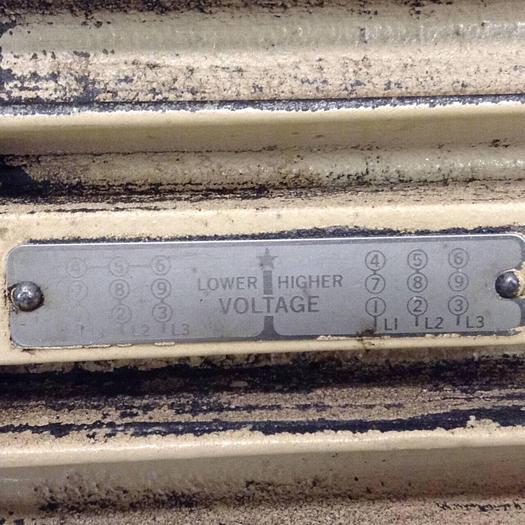 ④ ⑤ ⑥
⑦ ⑧ ⑨
② ③
L2 L3
LOWER HIGHER
VOLTAGE
④ ⑤ ⑥
⑦ ⑧ ⑨
① ② ③
L1 L2 L3